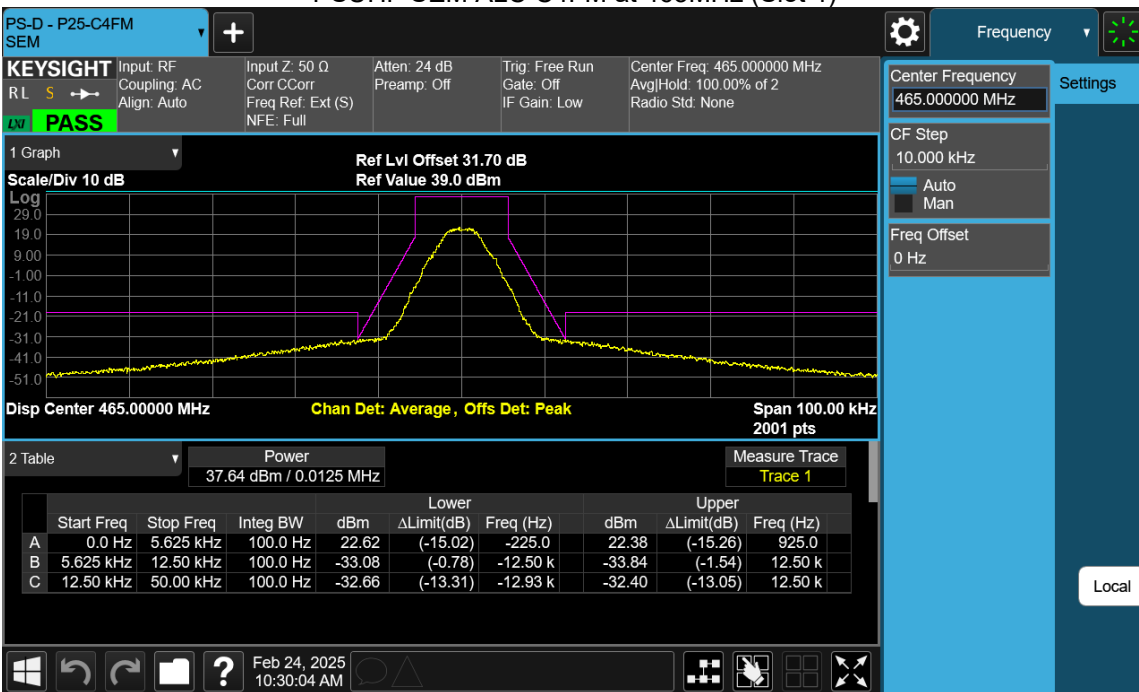 PS-D - P25-C4FM
SEM
Frequency
KEYSIGHT
RL S
LXI PASS
Input: RF
Coupling: AC
Align: Auto
Input Z: 50 Ω
Corr CCorr
Freq Ref: Ext (S)
NFE: Full
Atten: 24 dB
Preamp: Off
Trig: Free Run
Gate: Off
IF Gain: Low
Center Freq: 465.000000 MHz
Avg|Hold: 100.00% of 2
Radio Std: None
Center Frequency
465.000000 MHz
Settings
CF Step
10.000 kHz
Auto
Man
Freq Offset
0 Hz
Local
1 Graph
Scale/Div 10 dB
Ref Lvl Offset 31.70 dB
Ref Value 39.0 dBm
Log
29.0
19.0
9.00
-1.00
-11.0
-21.0
-31.0
-41.0
-51.0
Disp Center 465.00000 MHz
Chan Det: Average, Offs Det: Peak
Span 100.00 kHz
2001 pts
2 Table
Power
37.64 dBm / 0.0125 MHz
Measure Trace
Trace 1
Lower Upper
Start Freq Stop Freq Integ BW dBm ΔLimit(dB) Freq (Hz) dBm ΔLimit(dB) Freq (Hz)
A 0.0 Hz 5.625 kHz 100.0 Hz 22.62 (-15.02) -225.0 22.38 (-15.26) 925.0
B 5.625 kHz 12.50 kHz 100.0 Hz -33.08 (-0.78) -12.50 k -33.84 (-1.54) 12.50 k
C 12.50 kHz 50.00 kHz 100.0 Hz -32.66 (-13.31) -12.93 k -32.40 (-13.05) 12.50 k
Feb 24, 2025
10:30:04 AM